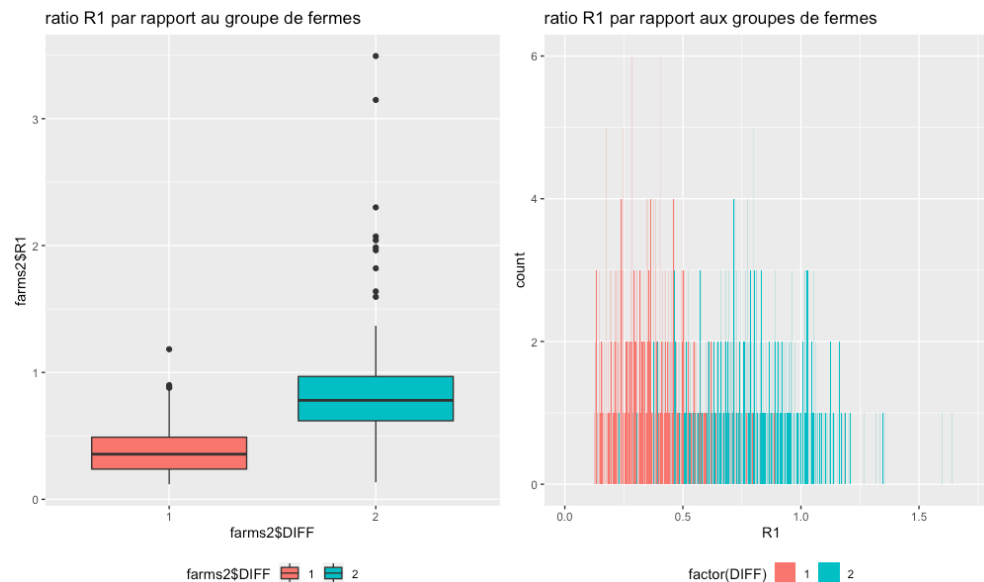 ratio R1 par rapport au groupe de fermes
3
2
1
0
farms2$R1
1
2
farms2$DIFF
farms2$DIFF 1 2
ratio R1 par rapport aux groupes de fermes
6
4
2
0
count
0.0
0.5
1.0
1.5
R1
factor(DIFF) 1 2